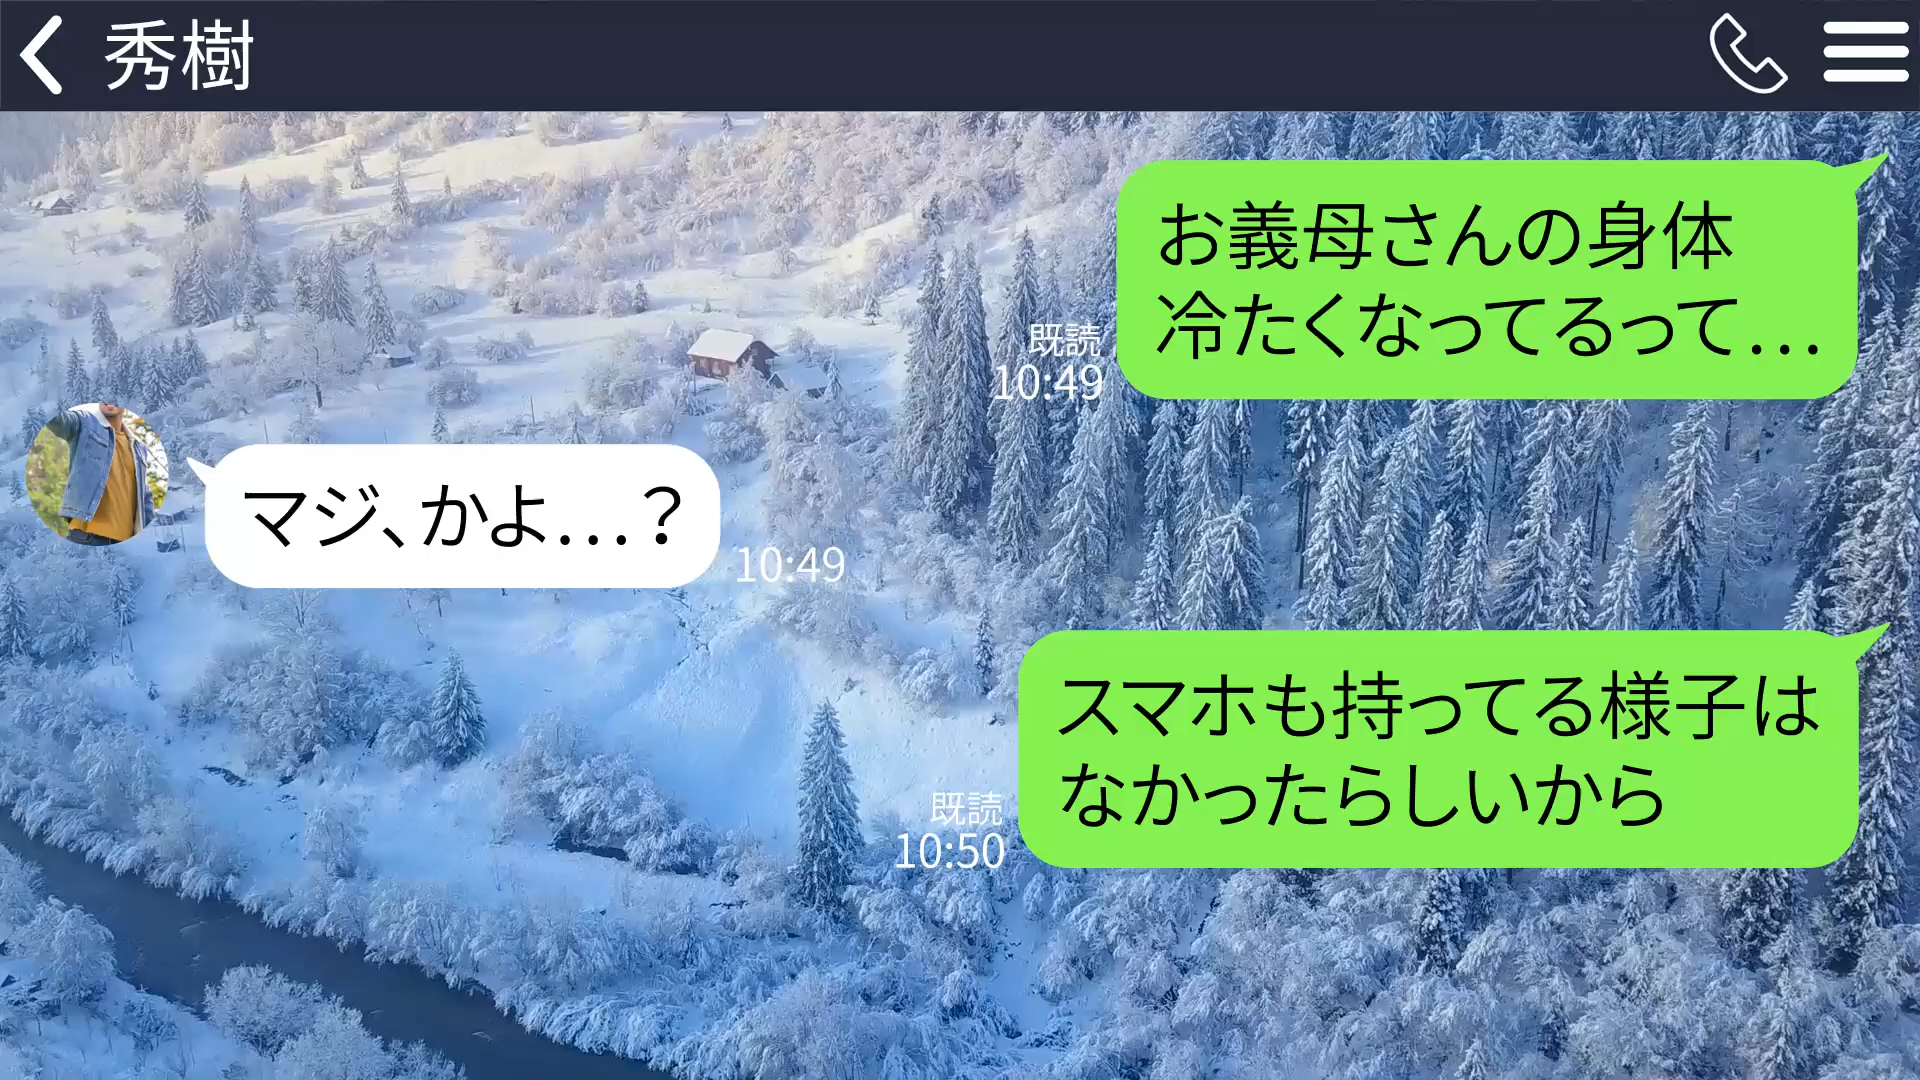 秀樹
お義母さんの身体
冷たくなってるって…
既読
10:49
マジ、かよ…？
10:49
スマホも持ってる様子は
なかったらしいから
既読
10:50